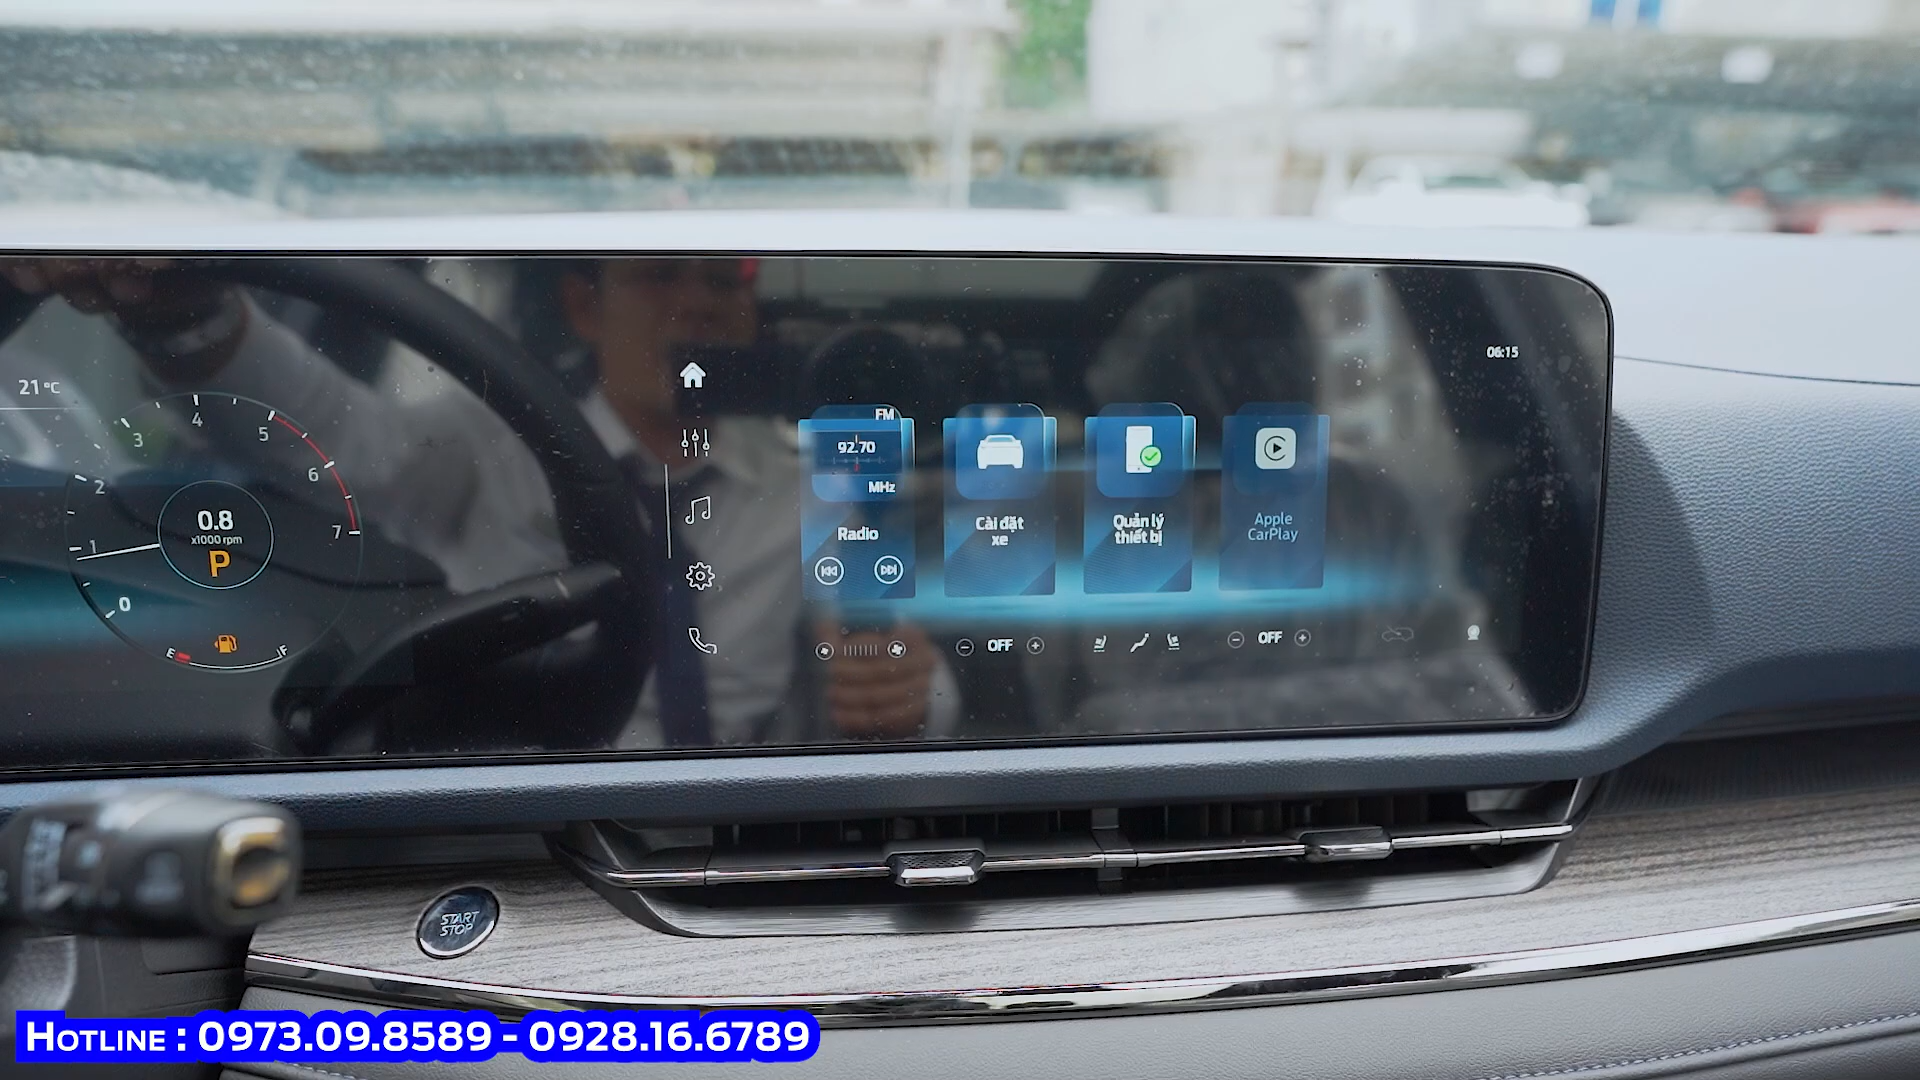 21°C
06:15
4
3
5
2
6
1
7
0
0.8
x1000 rpm
P
E
F
FM
92.70
MHz
Radio
Cài đặt
xe
Quản lý
thiết bị
Apple
CarPlay
OFF
OFF
START
STOP
HOTLINE : 0973.09.8589 - 0928.16.6789